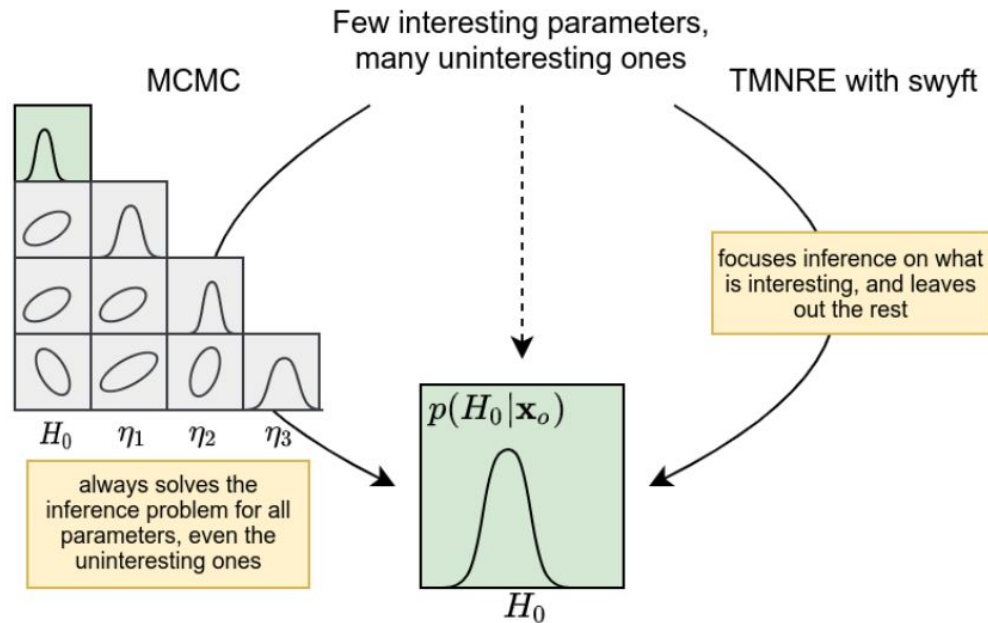 Few interesting parameters,
many uninteresting ones
MCMC
TMNRE with swyft
H₀ η₁ η₂ η₃
always solves the
inference problem for all
parameters, even the
uninteresting ones
focuses inference on what
is interesting, and leaves
out the rest
p(H₀|𝐱ₒ)
H₀